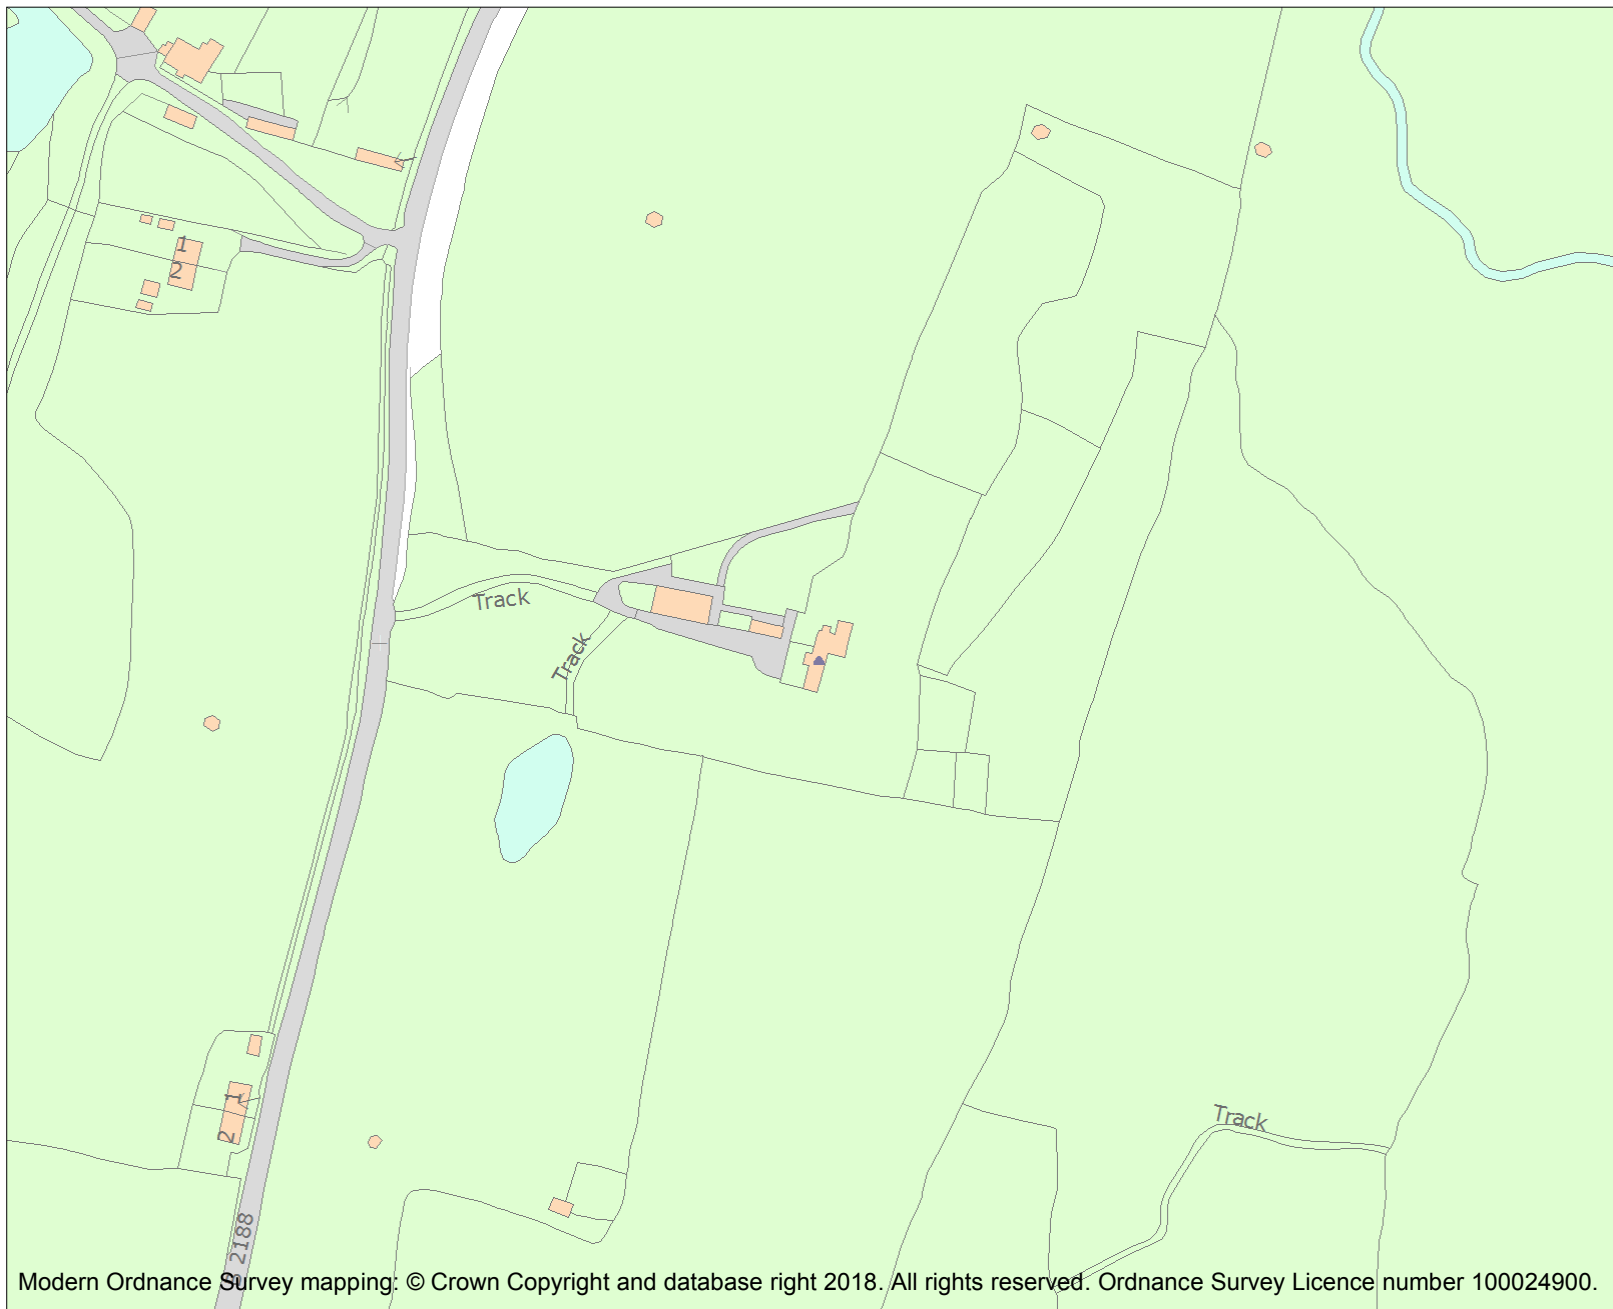 1
2
Track
Track
1
2
Track
B 2188
Modern Ordnance Survey mapping: © Crown Copyright and database right 2018. All rights reserved. Ordnance Survey Licence number 100024900.